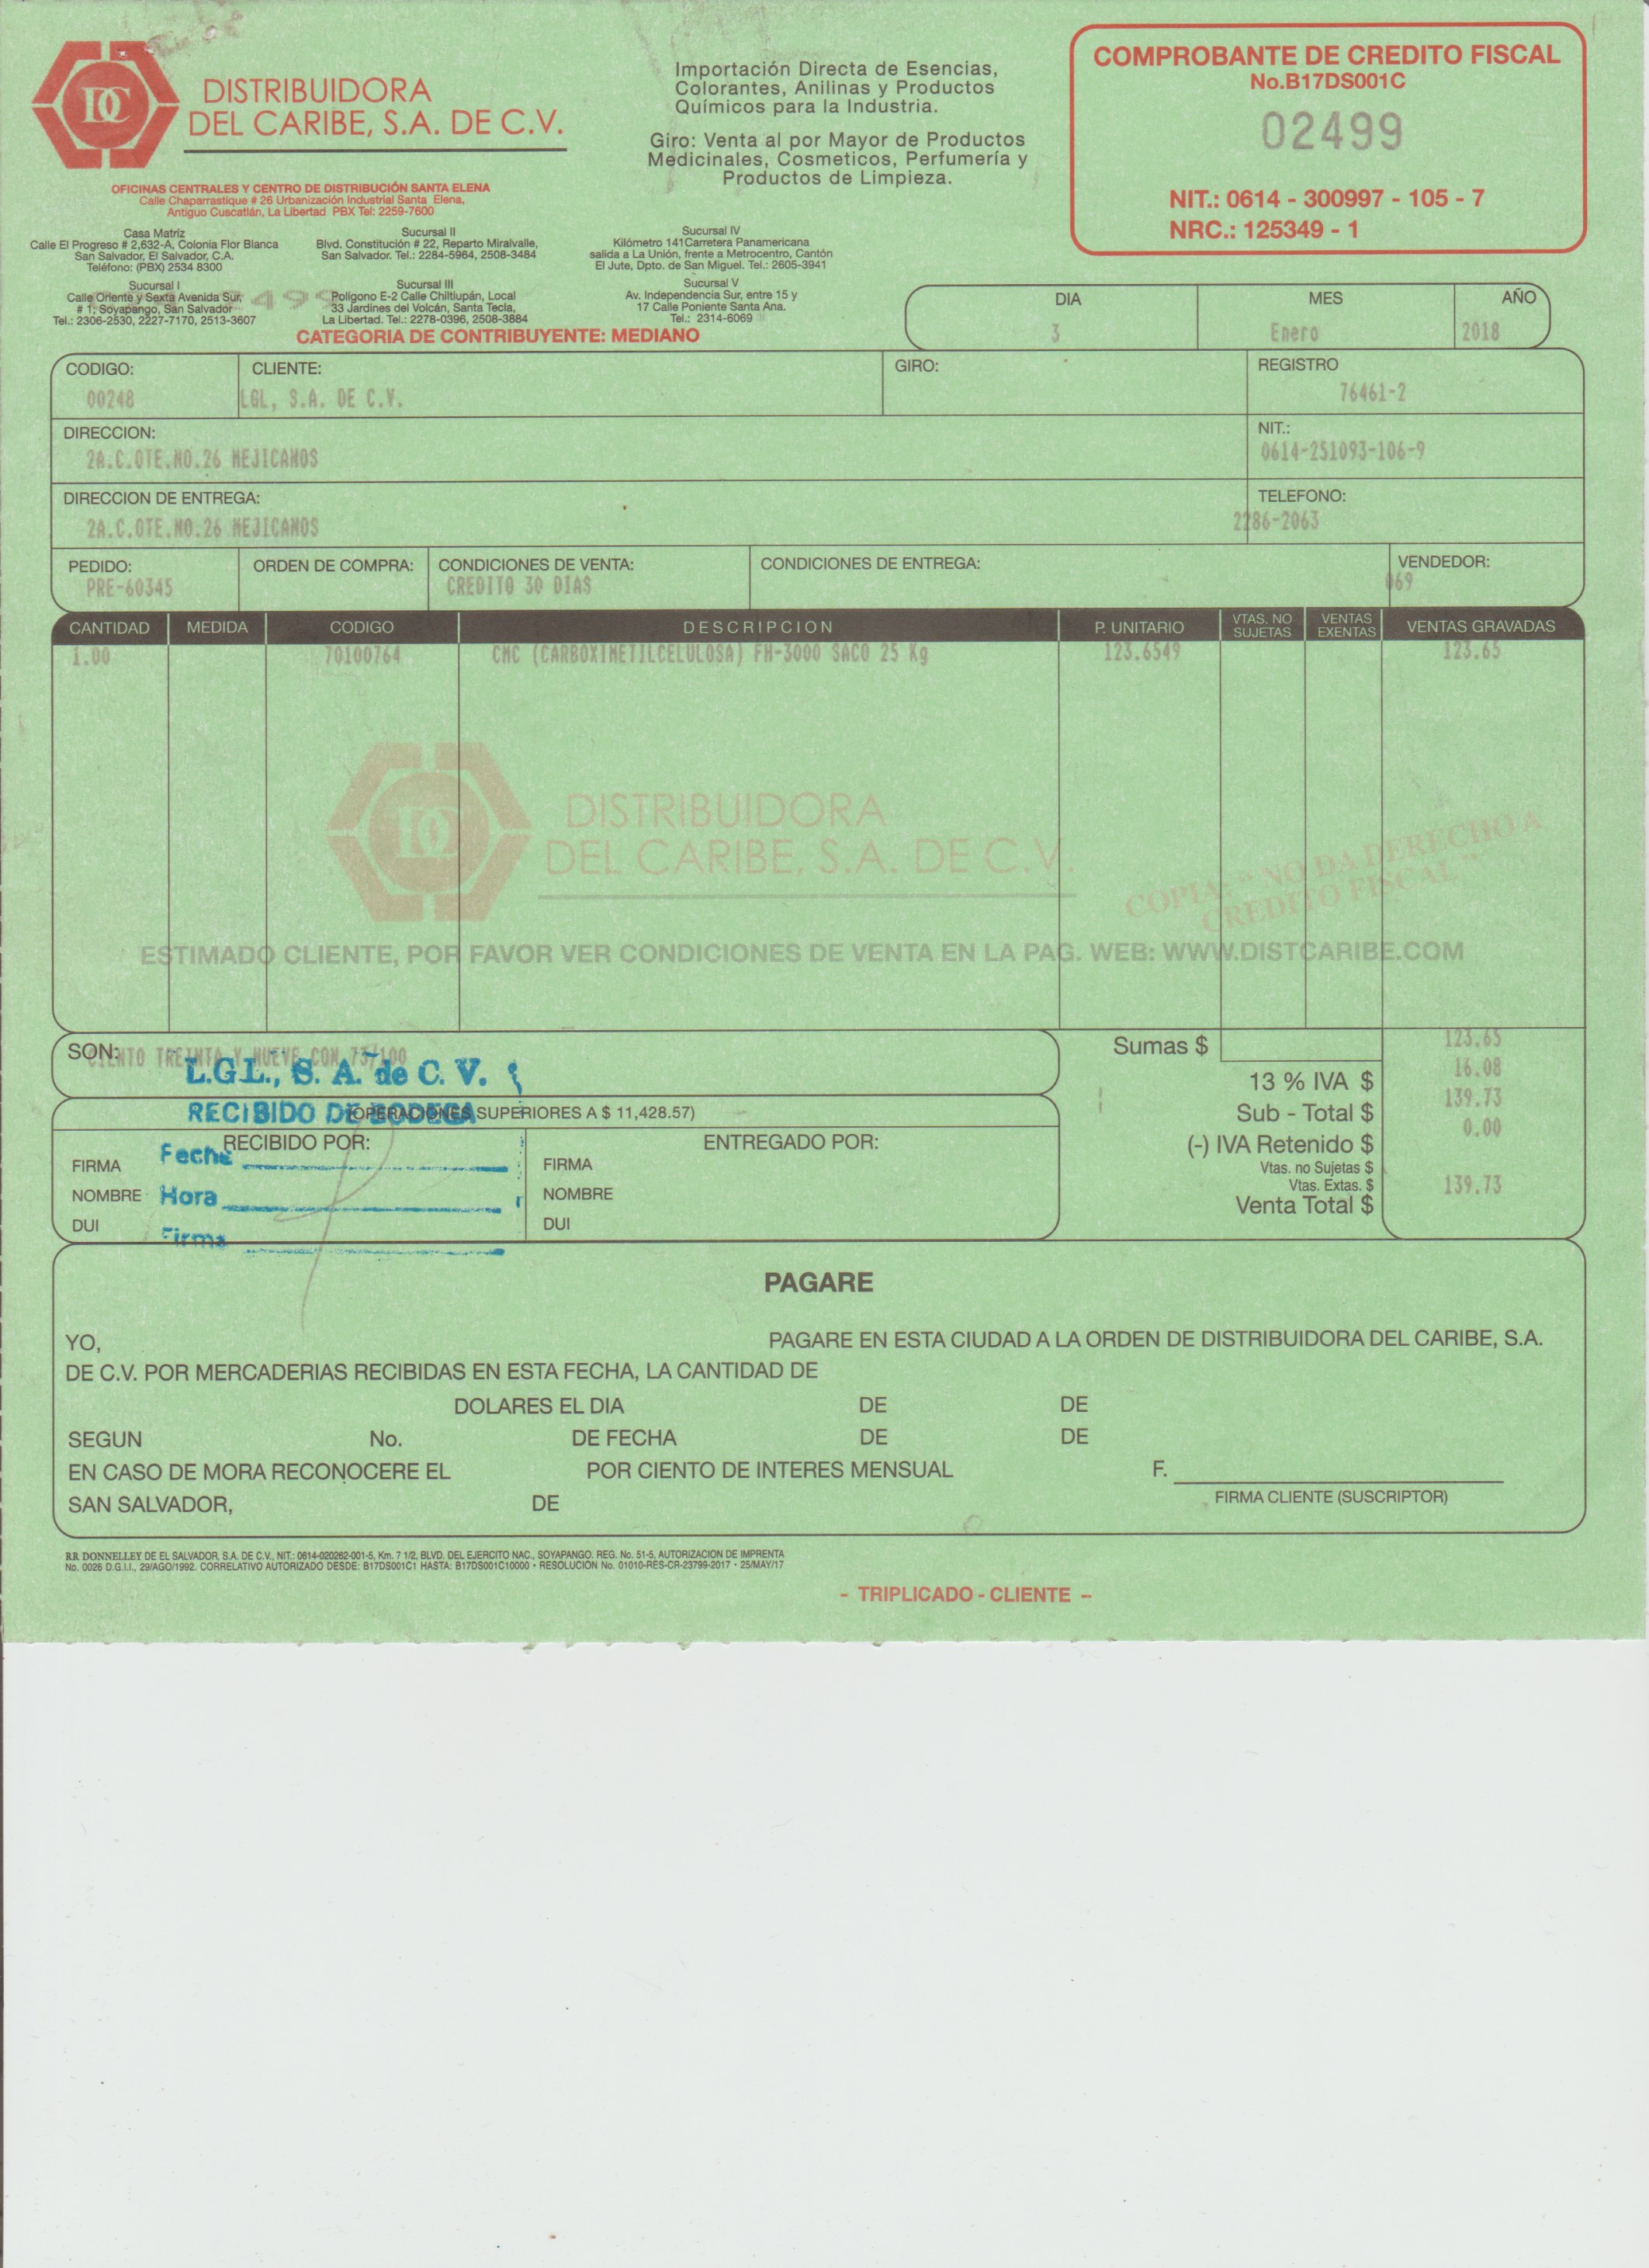 DISTRIBUIDORA
DEL CARIBE, S.A. DE C.V.
Importación Directa de Esencias,
Colorantes, Anilinas y Productos
Químicos para la Industria.
Giro: Venta al por Mayor de Productos
Medicinales, Cosmeticos, Perfumería y
Productos de Limpieza.
COMPROBANTE DE CREDITO FISCAL
No.B17DS001C
02499
NIT.: 0614 - 300997 - 105 - 7
NRC.: 125349 - 1
OFICINAS CENTRALES Y CENTRO DE DISTRIBUCIÓN SANTA ELENA
Calle Chaparrastique # 26 Urbanización Industrial Santa Elena,
Antiguo Cuscatlán, La Libertad PBX Tel: 2259-7600
Casa Matriz
Calle El Progreso # 2,632-A, Colonia Flor Blanca
San Salvador, El Salvador, C.A.
Teléfono: (PBX) 2534 8300
Sucursal II
Blvd. Constitución # 22, Reparto Miralvalle,
San Salvador. Tel.: 2284-5964, 2508-3484
Sucursal IV
Kilómetro 141Carretera Panamericana
salida a La Unión, frente a Metrocentro, Cantón
El Jute, Dpto. de San Miguel. Tel.: 2605-3941
Sucursal I
Calle Oriente y Sexta Avenida Sur,
# 1, Soyapango, San Salvador
Tel.: 2306-2530, 2227-7170, 2513-3607
Sucursal III
Polígono E-2 Calle Chiltiupán, Local
33 Jardines del Volcán, Santa Tecla,
La Libertad. Tel.: 2278-0396, 2508-3884
Sucursal V
Av. Independencia Sur, entre 15 y
17 Calle Poniente Santa Ana.
Tel.: 2314-6069
CATEGORIA DE CONTRIBUYENTE: MEDIANO
DIA MES AÑO
3 Enero 2018
CODIGO: CLIENTE: GIRO: REGISTRO
00248 LGL, S.A. DE C.V. 76461-2
DIRECCION: NIT.:
2A.C.OTE.NO.26 MEJICANOS 0614-251093-106-9
DIRECCION DE ENTREGA: TELEFONO:
2A.C.OTE.NO.26 MEJICANOS 2286-2063
PEDIDO: ORDEN DE COMPRA: CONDICIONES DE VENTA: CONDICIONES DE ENTREGA: VENDEDOR:
PRE-60345 CREDITO 30 DIAS 069
CANTIDAD MEDIDA CODIGO DESCRIPCION P. UNITARIO VTAS. NO SUJETAS VENTAS EXENTAS VENTAS GRAVADAS
1.00 70100764 CMC (CARBOXIMETILCELULOSA) FH-3000 SACO 25 Kg 123.6549 123.65
DISTRIBUIDORA
DEL CARIBE, S.A. DE C.V.
COPIA: "NO DA DERECHO A
CREDITO FISCAL"
ESTIMADO CLIENTE, POR FAVOR VER CONDICIONES DE VENTA EN LA PAG. WEB: WWW.DISTCARIBE.COM
SON: CIENTO TREINTA Y NUEVE CON 73/100
L.G.L., S. A. de C. V.
RECIBIDO DE BODEGA
(OPERACIONES SUPERIORES A $ 11,428.57)
RECIBIDO POR: ENTREGADO POR:
Fecha
FIRMA FIRMA
NOMBRE Hora NOMBRE
DUI DUI
Firma
Sumas $ 123.65
13 % IVA $ 16.08
Sub - Total $ 139.73
(-) IVA Retenido $ 0.00
Vtas. no Sujetas $
Vtas. Extas. $
Venta Total $ 139.73
PAGARE
YO, PAGARE EN ESTA CIUDAD A LA ORDEN DE DISTRIBUIDORA DEL CARIBE, S.A.
DE C.V. POR MERCADERIAS RECIBIDAS EN ESTA FECHA, LA CANTIDAD DE
DOLARES EL DIA DE DE
SEGUN No. DE FECHA DE DE
EN CASO DE MORA RECONOCERE EL POR CIENTO DE INTERES MENSUAL F.
SAN SALVADOR, DE FIRMA CLIENTE (SUSCRIPTOR)
RR DONNELLEY DE EL SALVADOR, S.A. DE C.V., NIT.: 0614-020262-001-5, Km. 7 1/2, BLVD. DEL EJERCITO NAC., SOYAPANGO. REG. No. 51-5, AUTORIZACION DE IMPRENTA
No. 0026 D.G.I.I., 29/AGO/1992. CORRELATIVO AUTORIZADO DESDE: B17DS001C1 HASTA: B17DS001C10000 • RESOLUCION No. 01010-RES-CR-23799-2017 • 25/MAY/17
- TRIPLICADO - CLIENTE -